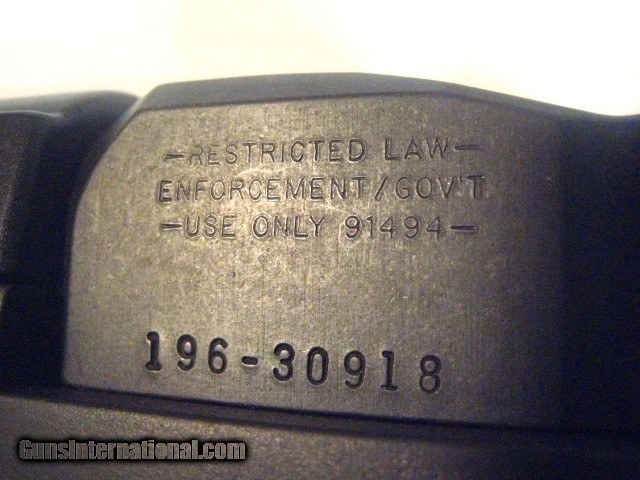 —RESTRICTED LAW—
ENFORCEMENT/GOV'T
—USE ONLY 91494—
196-30918
GunsInternational.com